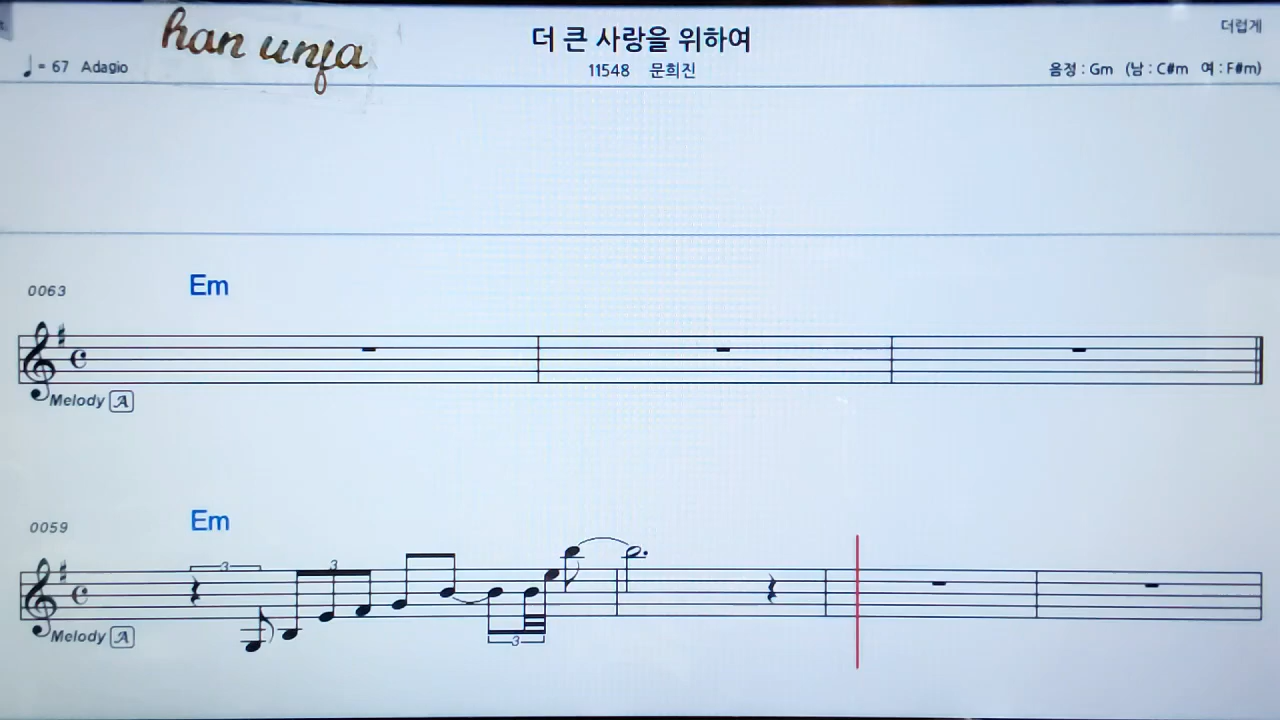 han unfa
더 큰 사랑을 위하여
더럽게
♩ = 67 Adagio
11548 문희진
음정 : Gm (남 : C#m 여 : F#m)
0063
Em
Melody A
0059
Em
3
3
Melody A
3